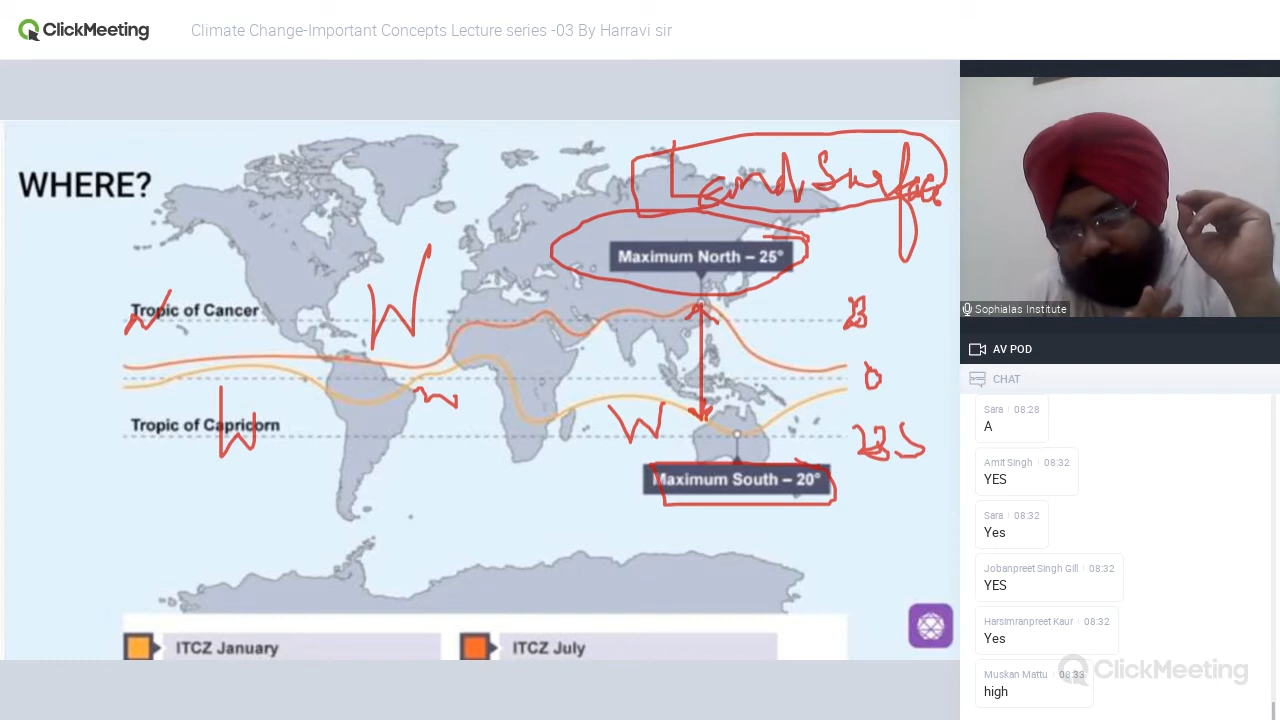 ClickMeeting
Climate Change-Important Concepts Lecture series -03 By Harravi sir
WHERE?
Land Surface
Maximum North – 25°
Tropic of Cancer
N
W
23
0
W
W
Tropic of Capricorn
23 S
Maximum South – 20°
ITCZ January
ITCZ July
Sophialas Institute
AV POD
CHAT
Sara 08:28
A
Amit Singh 08:32
YES
Sara 08:32
Yes
Jobanpreet Singh Gill 08:32
YES
Harsimranpreet Kaur 08:32
Yes
Muskan Mattu 08:33
high
ClickMeeting